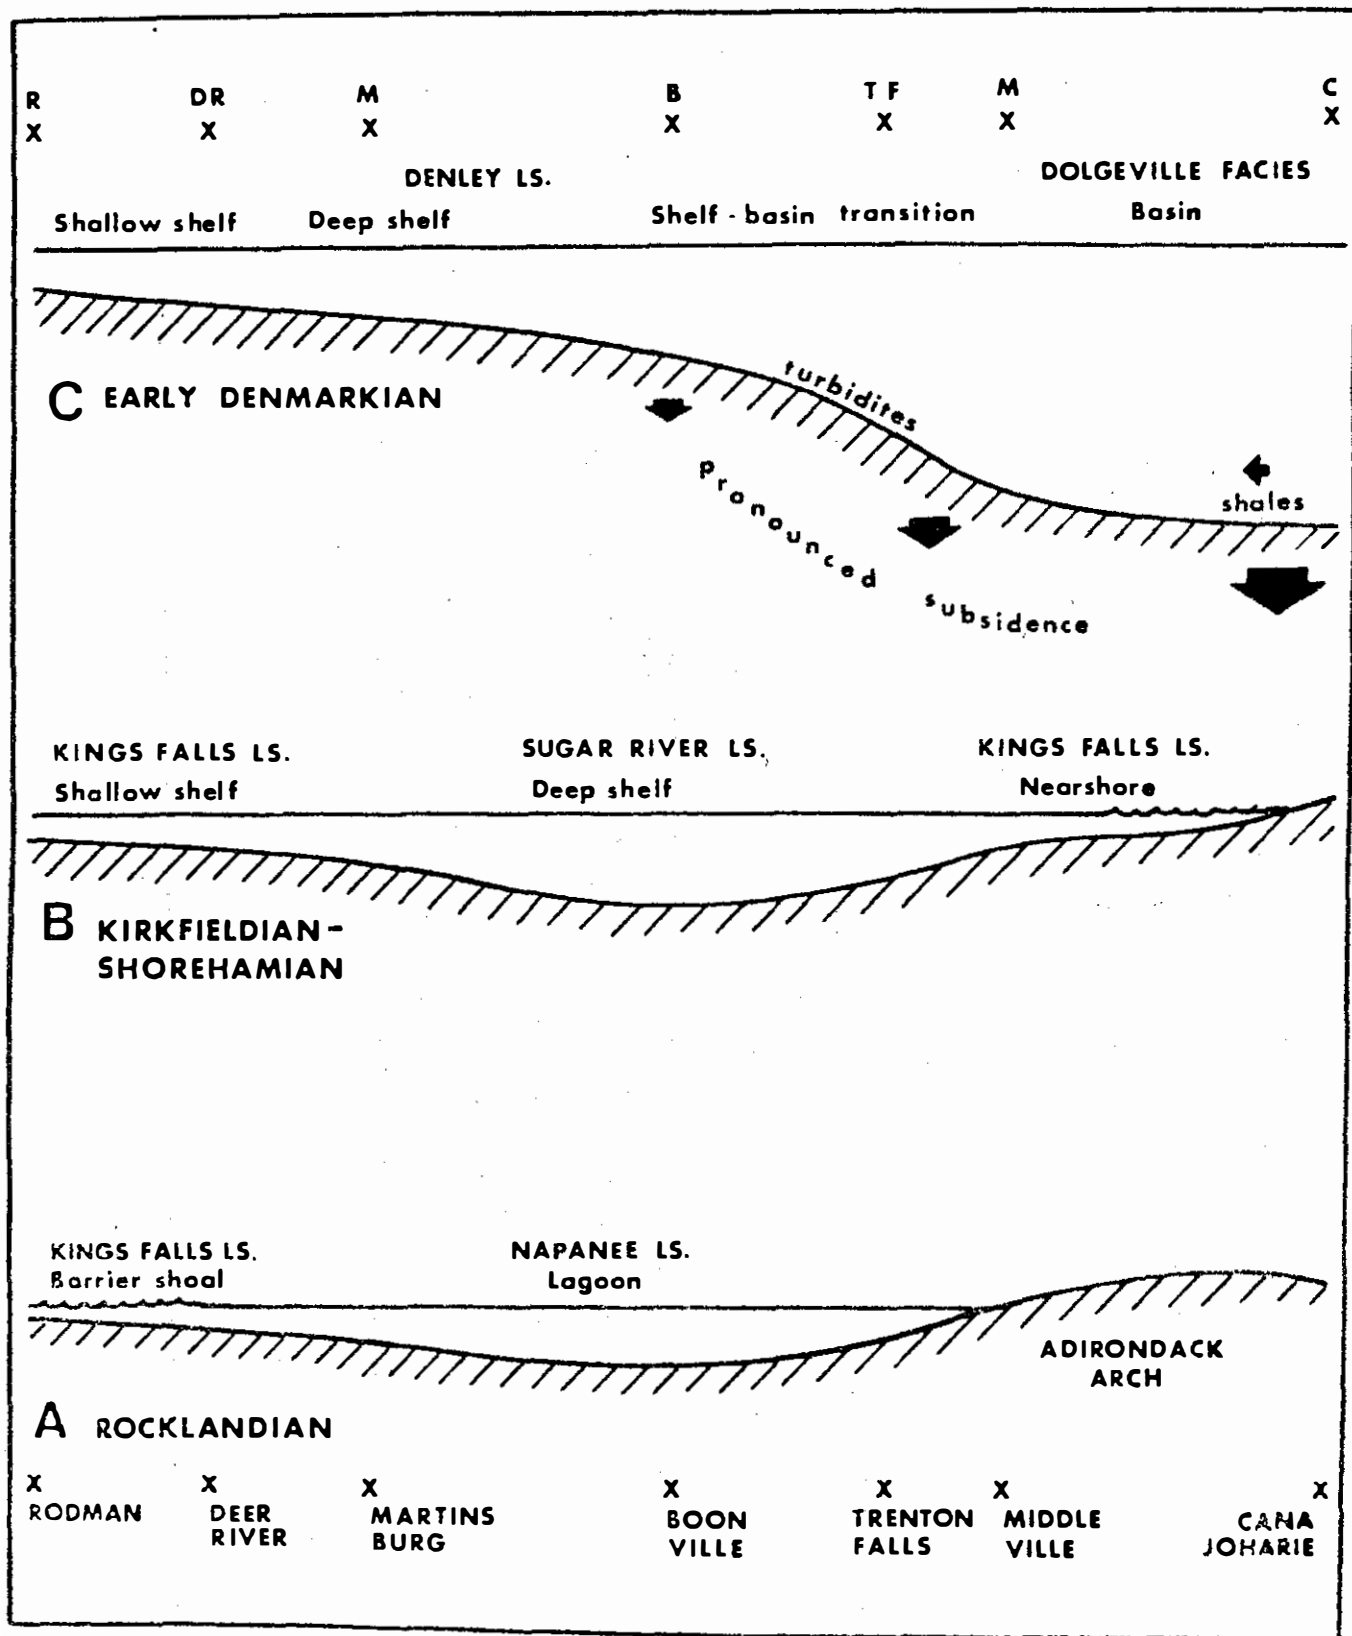 R DR M B T F M C
X X X X X X X
DENLEY LS. DOLGEVILLE FACIES
Shallow shelf Deep shelf Shelf - basin transition Basin
turbidites
C EARLY DENMARKIAN
pronounced subsidence
shales
KINGS FALLS LS. SUGAR RIVER LS. KINGS FALLS LS.
Shallow shelf Deep shelf Nearshore
B KIRKFIELDIAN-
SHOREHAMIAN
KINGS FALLS LS. NAPANEE LS.
Barrier shoal Lagoon
ADIRONDACK
ARCH
A ROCKLANDIAN
X X X X X X X
RODMAN DEER MARTINS BOON TRENTON MIDDLE CANA
RIVER BURG VILLE FALLS VILLE JOHARIE